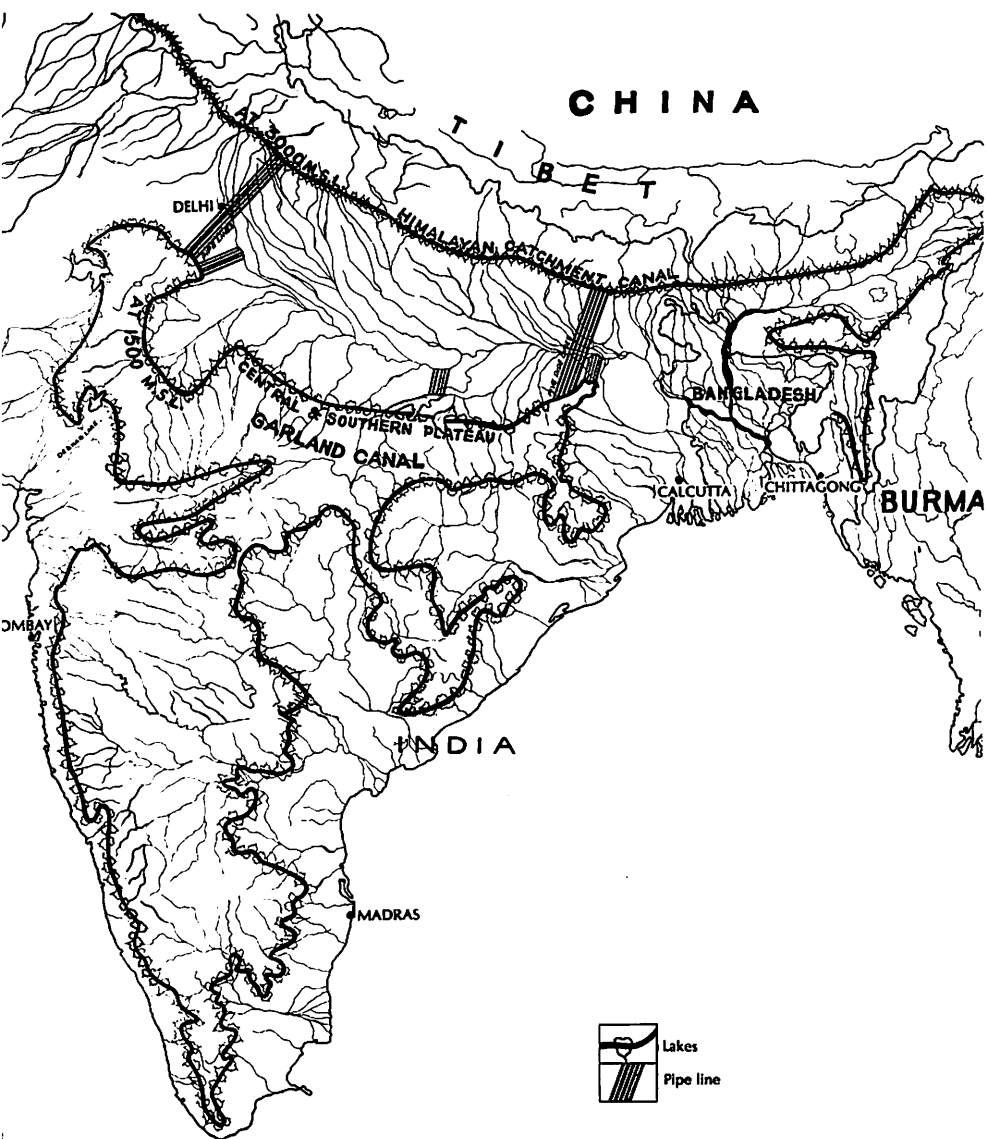 CHINA
TIBET
AT 3000 M.S.L.
HIMALAYAN CATCHMENT CANAL
DELHI
AT 1500 M.S.L.
CENTRAL & SOUTHERN PLATEAU
GARLAND CANAL
BANGLADESH
CALCUTTA
CHITTAGONG
BURMA
OMBAY
INDIA
MADRAS
Lakes
Pipe line